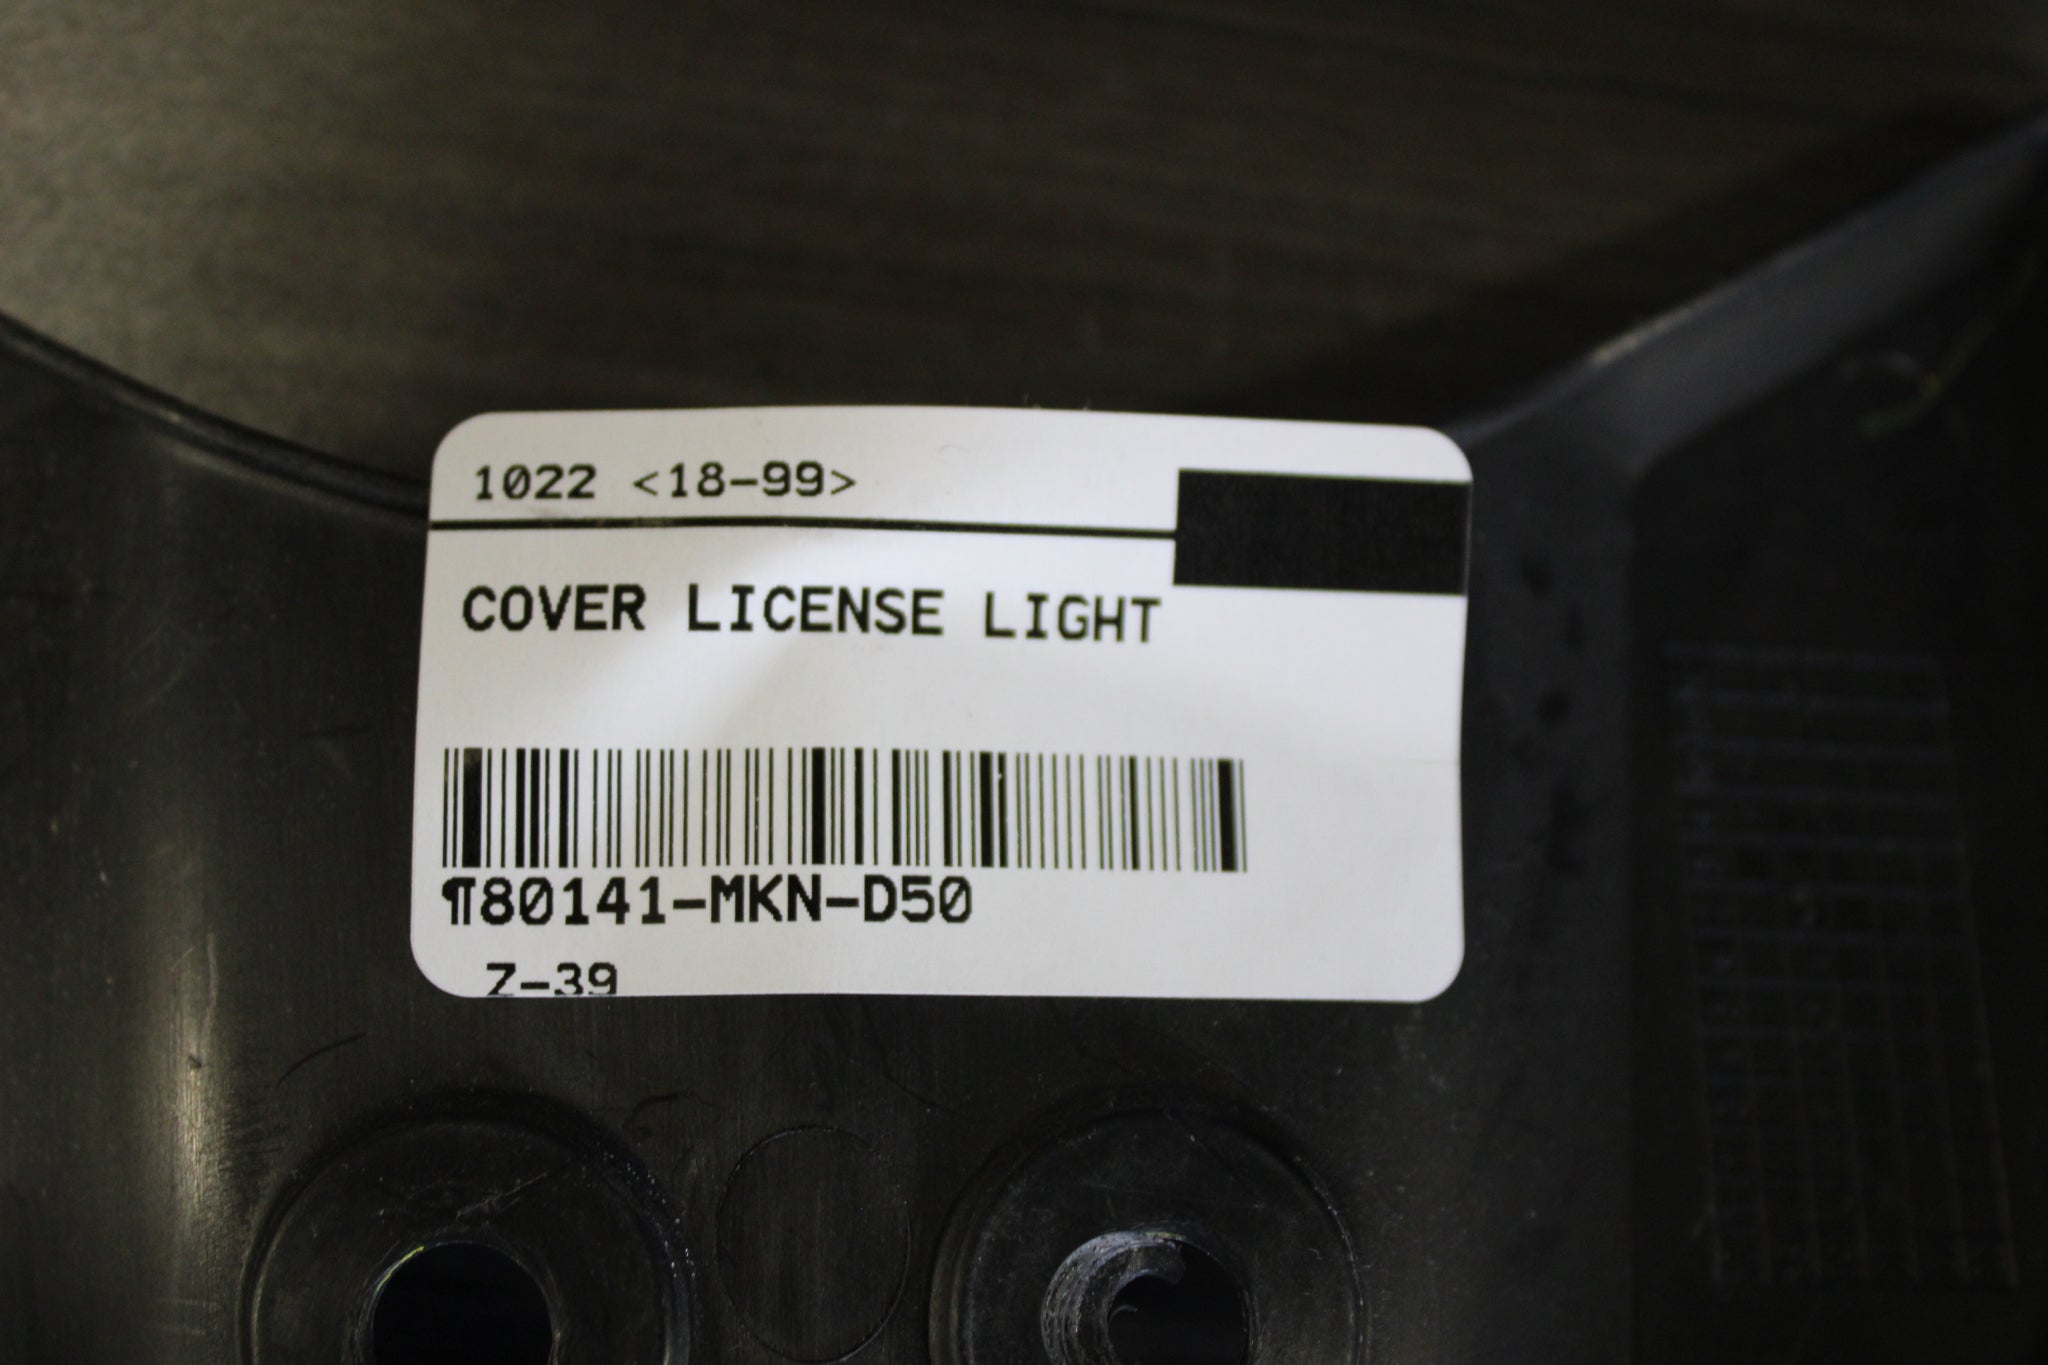 1022 <18-99>
COVER LICENSE LIGHT
¶80141-MKN-D50
Z-39